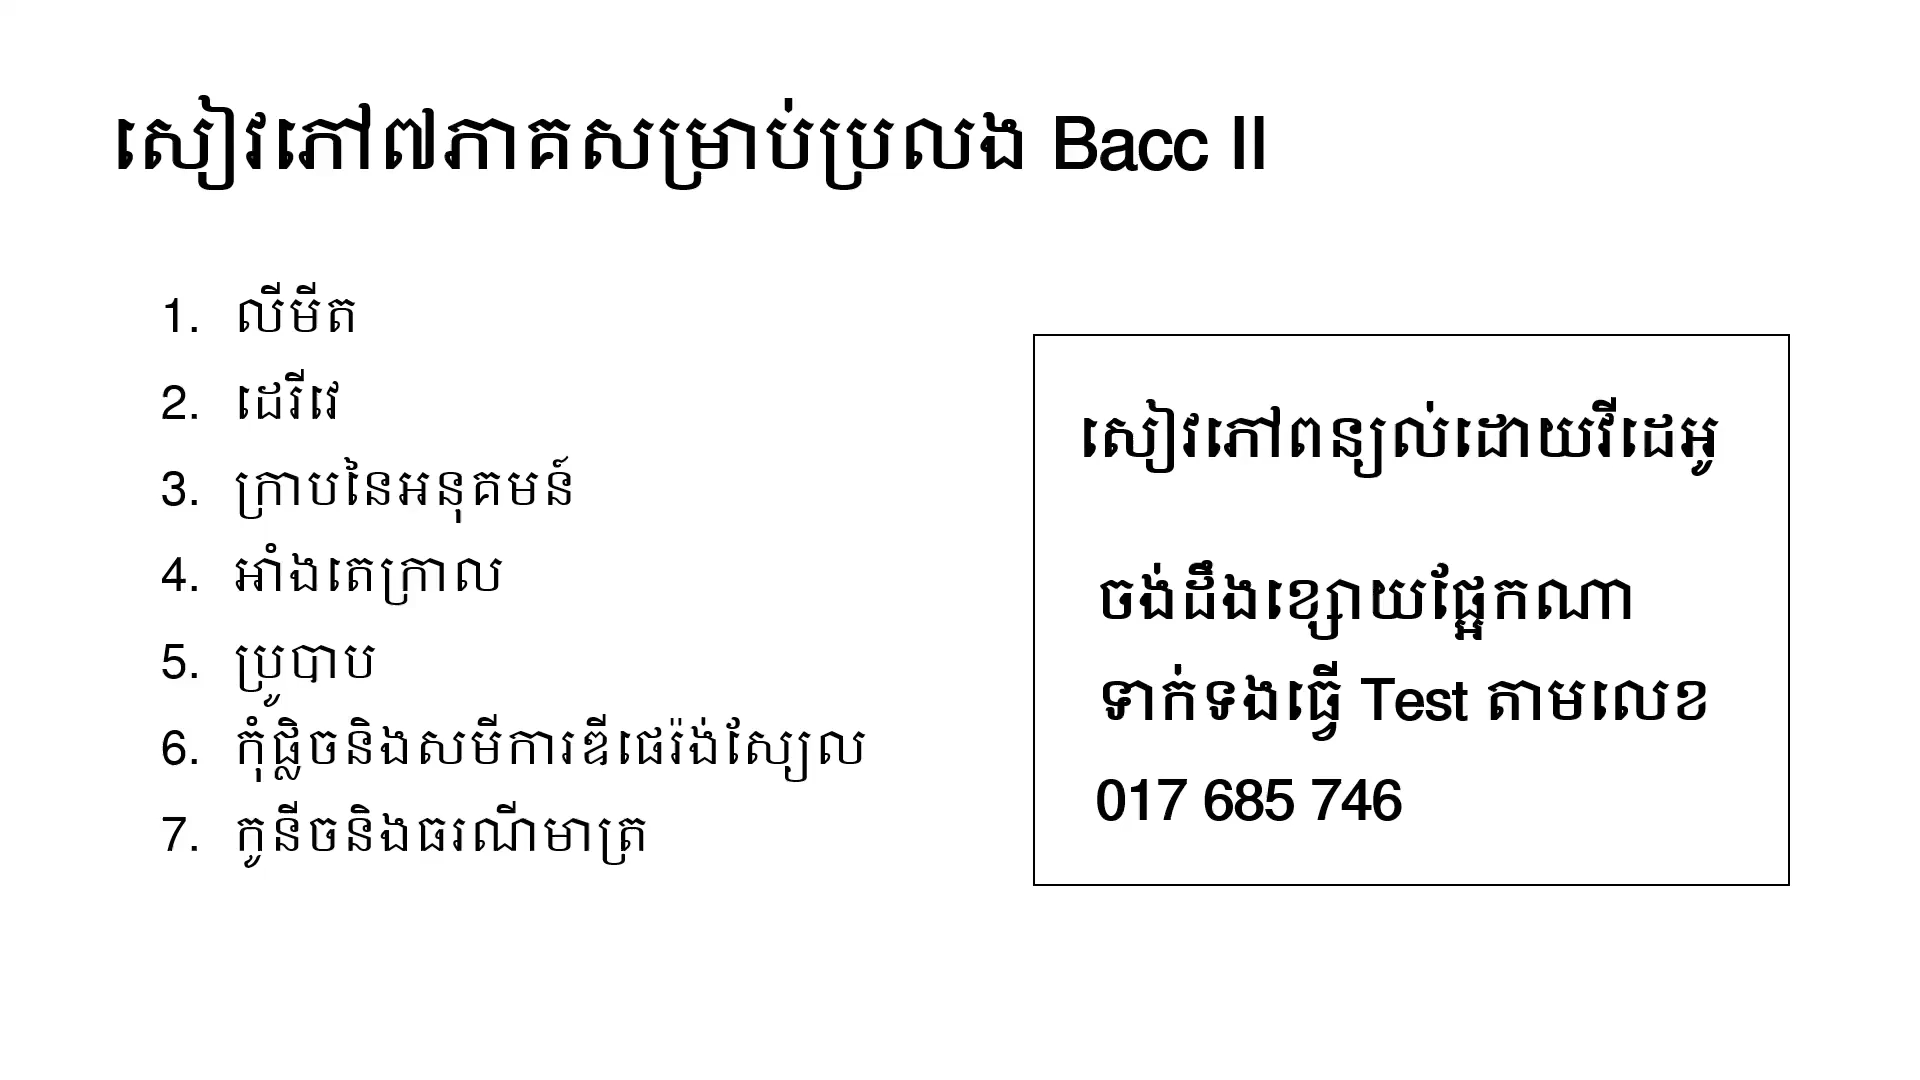 សៀវភៅ៧ភាគសម្រាប់ប្រលង Bacc II
1. លីមីត
2. ដេរីវេ
3. ក្រាបនៃអនុគមន៍
4. អាំងតេក្រាល
5. ប្រូបាប
6. កុំផ្លិចនិងសមីការឌីផេរ៉ង់ស្យែល
7. កូនីចនិងធរណីមាត្រ
សៀវភៅពន្យល់ដោយវីដេអូ
ចង់ដឹងខ្សោយផ្អែកណា
ទាក់ទងធ្វើ Test តាមលេខ
017 685 746